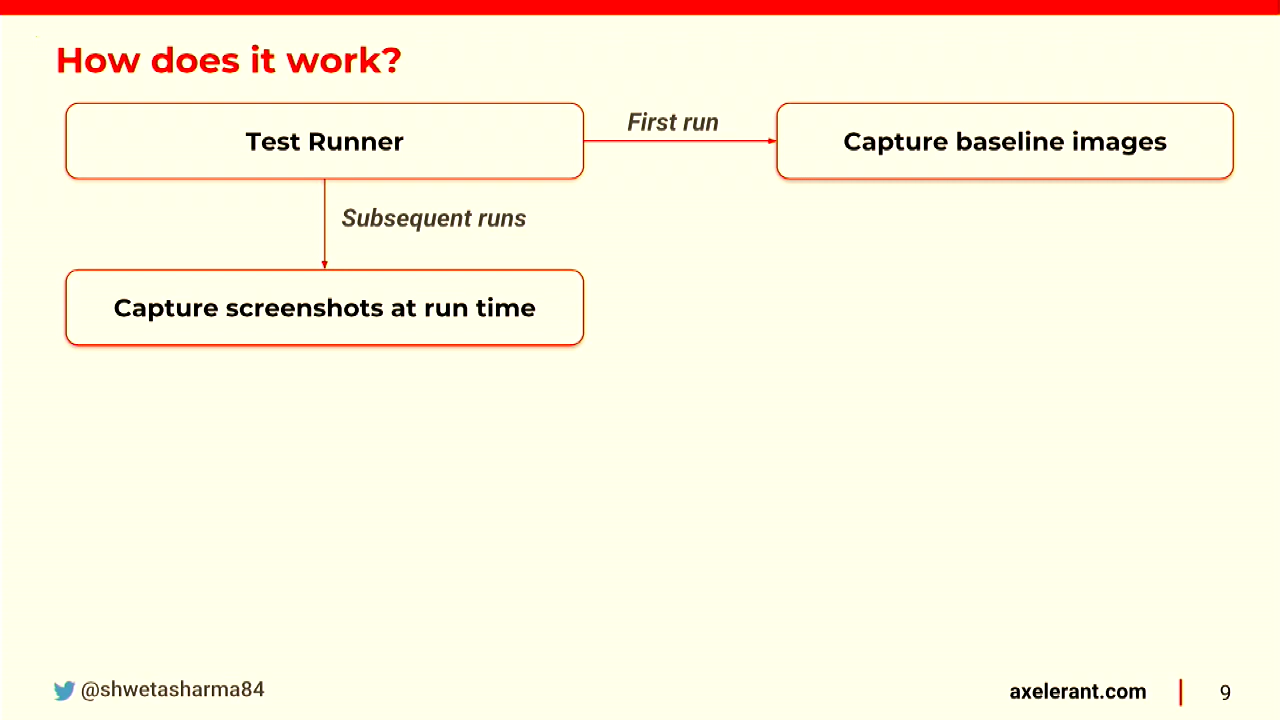 How does it work?
Test Runner
First run
Capture baseline images
Subsequent runs
Capture screenshots at run time
@shwetasharma84
axelerant.com
9